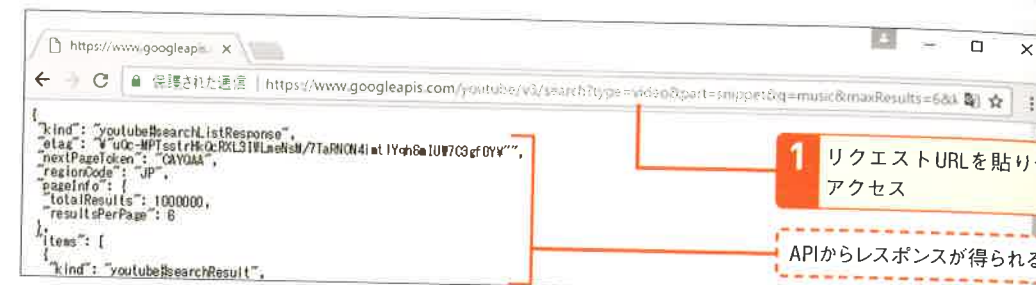 https://www.googleapis.
保護された通信 | https://www.googleapis.com/youtube/v3/search?type=video&part=snippet&q=music&maxResults=6&k
{
"kind": "youtube#searchListResponse",
"nextPageToken": "CAYQAA",
"regionCode": "JP",
"pageInfo": {
"totalResults": 1000000,
"resultsPerPage": 6
},
"items": [
{
"kind": "youtube#searchResult",
1 リクエストURLを貼り
アクセス
APIからレスポンスが得られる